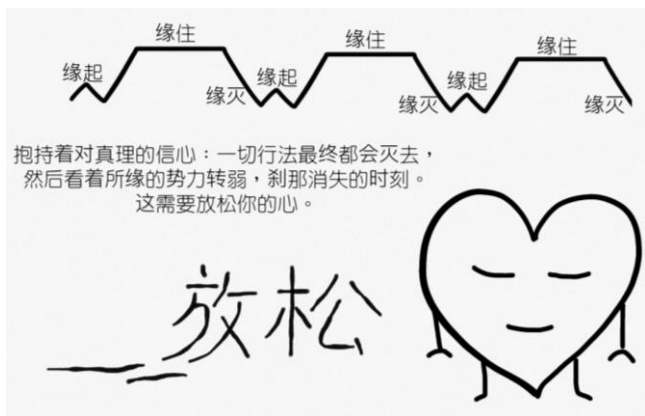 缘起
缘住
缘灭
缘起
缘住
缘灭
缘起
缘住
缘灭
抱持着对真理的信心：一切行法最终都会灭去，
然后看着所缘的势力转弱，刹那消失的时刻。
这需要放松你的心。
放松